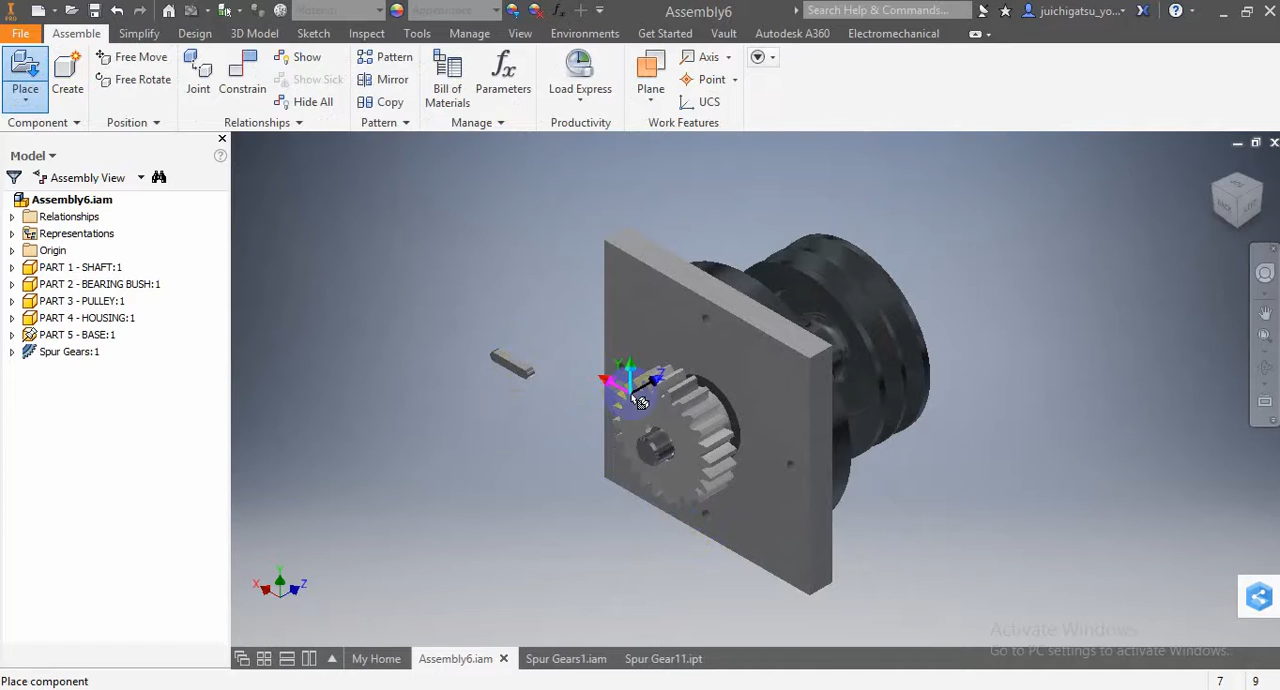 PRO
Material
Appearance
Assembly6
Search Help & Commands...
juichigatsu_yo...
File
Assemble
Simplify
Design
3D Model
Sketch
Inspect
Tools
Manage
View
Environments
Get Started
Vault
Autodesk A360
Electromechanical
Place
Create
Free Move
Free Rotate
Joint
Constrain
Show
Show Sick
Hide All
Pattern
Mirror
Copy
Bill of
Materials
fx
Parameters
Load Express
Plane
Axis
Point
UCS
Component
Position
Relationships
Pattern
Manage
Productivity
Work Features
Model
Assembly View
Assembly6.iam
Relationships
Representations
Origin
PART 1 - SHAFT:1
PART 2 - BEARING BUSH:1
PART 3 - PULLEY:1
PART 4 - HOUSING:1
PART 5 - BASE:1
Spur Gears:1
BACK
Y
Z
X
Y
Z
Activate Windows
Go to PC settings to activate Windows.
My Home
Assembly6.iam
Spur Gears1.iam
Spur Gear11.ipt
Place component
7
9